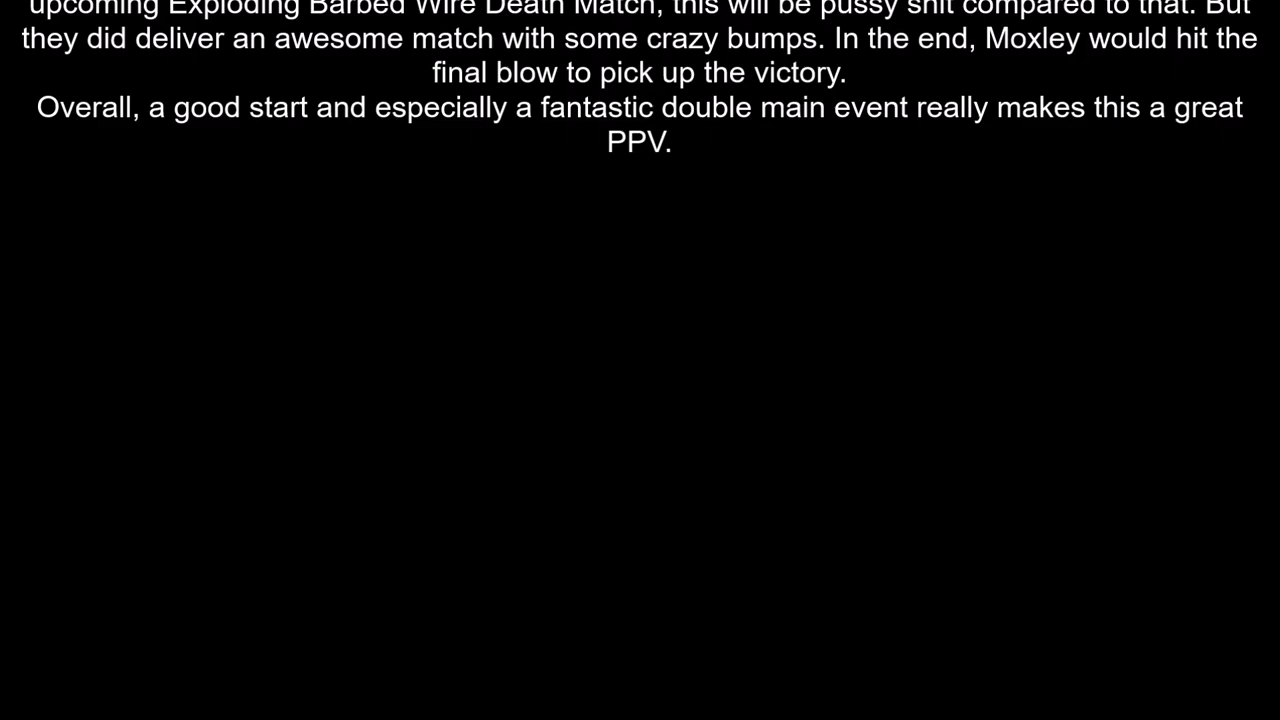 upcoming Exploding Barbed Wire Death Match, this will be pussy shit compared to that. But
they did deliver an awesome match with some crazy bumps. In the end, Moxley would hit the
final blow to pick up the victory.
Overall, a good start and especially a fantastic double main event really makes this a great
PPV.